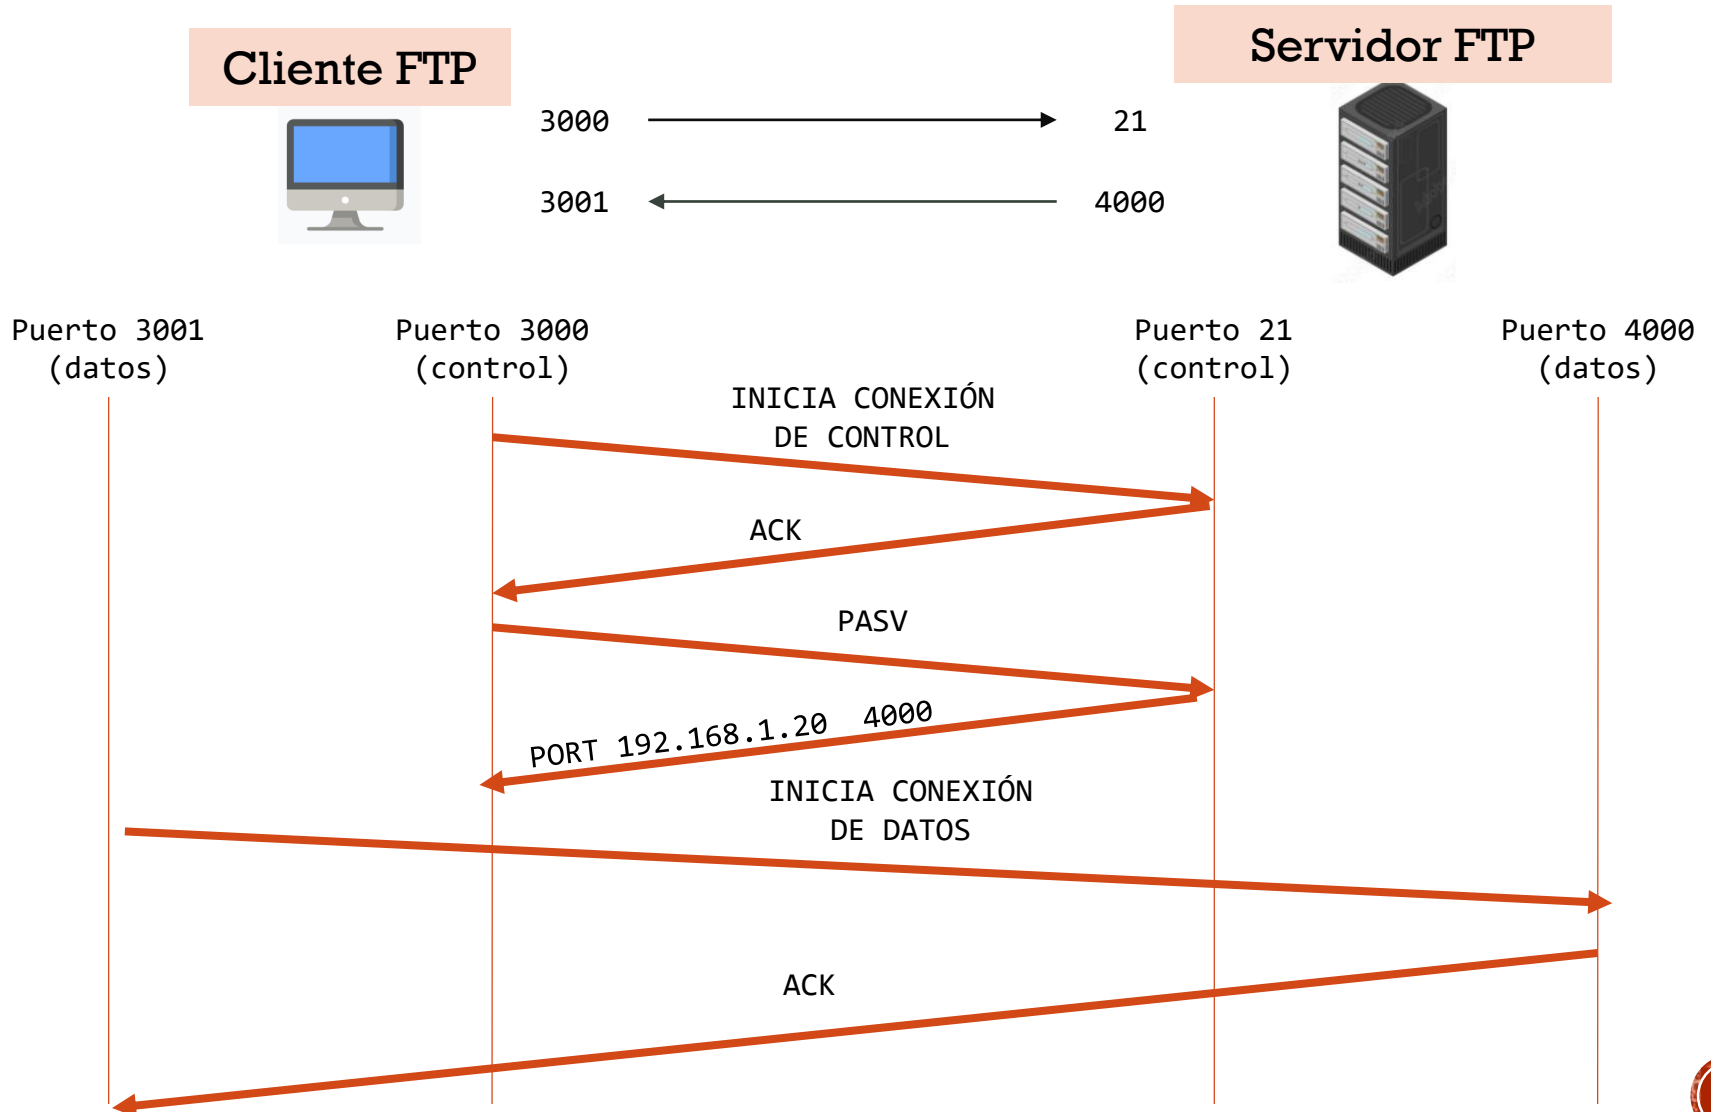 Cliente FTP
Servidor FTP
3000
21
3001
4000
Puerto 3001
(datos)
Puerto 3000
(control)
Puerto 21
(control)
Puerto 4000
(datos)
INICIA CONEXIÓN
DE CONTROL
ACK
PASV
PORT 192.168.1.20 4000
INICIA CONEXIÓN
DE DATOS
ACK